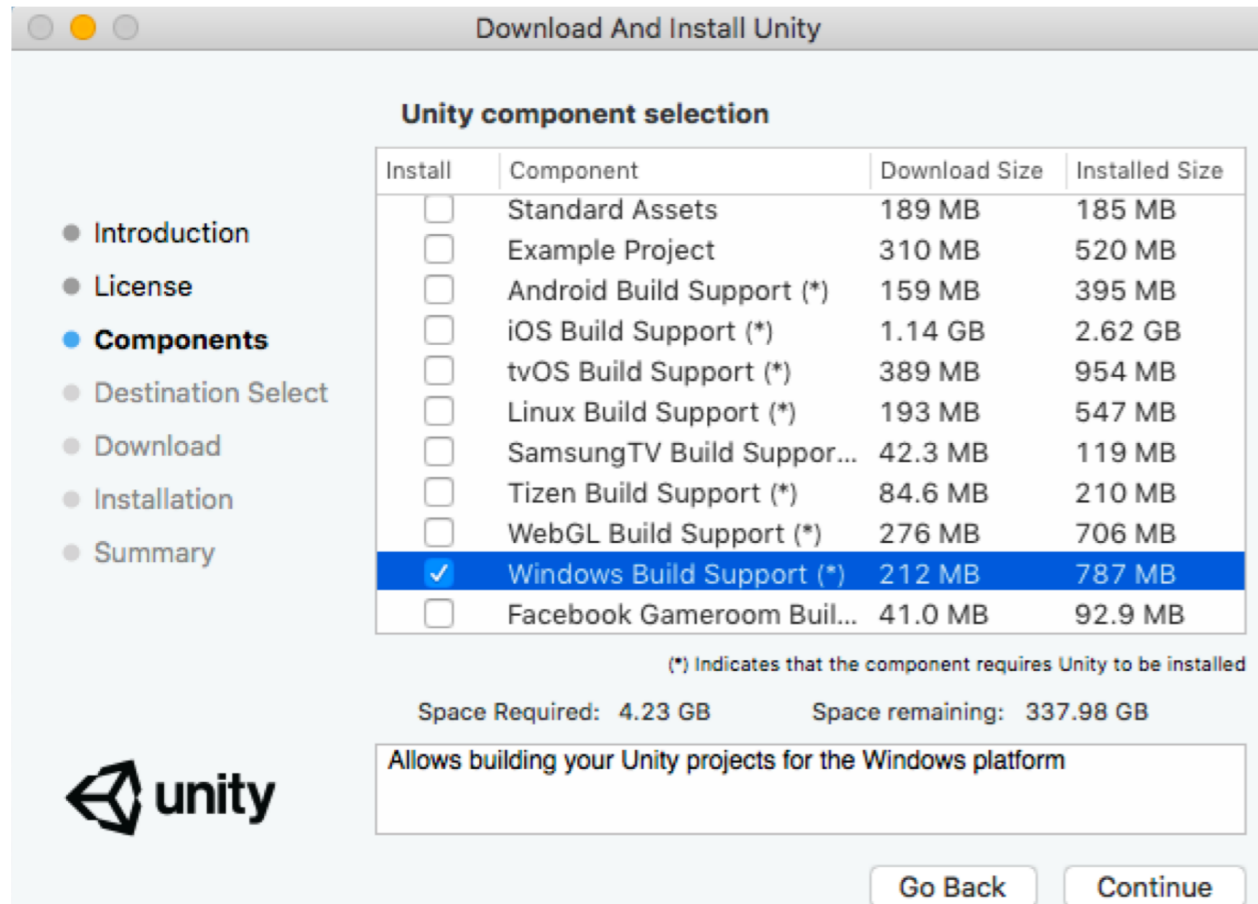 Download And Install Unity
Unity component selection
Install Component Download Size Installed Size
Standard Assets 189 MB 185 MB
Example Project 310 MB 520 MB
Android Build Support (*) 159 MB 395 MB
iOS Build Support (*) 1.14 GB 2.62 GB
tvOS Build Support (*) 389 MB 954 MB
Linux Build Support (*) 193 MB 547 MB
SamsungTV Build Suppor... 42.3 MB 119 MB
Tizen Build Support (*) 84.6 MB 210 MB
WebGL Build Support (*) 276 MB 706 MB
Windows Build Support (*) 212 MB 787 MB
Facebook Gameroom Buil... 41.0 MB 92.9 MB
Introduction
License
Components
Destination Select
Download
Installation
Summary
(*) Indicates that the component requires Unity to be installed
Space Required: 4.23 GB Space remaining: 337.98 GB
Allows building your Unity projects for the Windows platform
unity
Go Back Continue